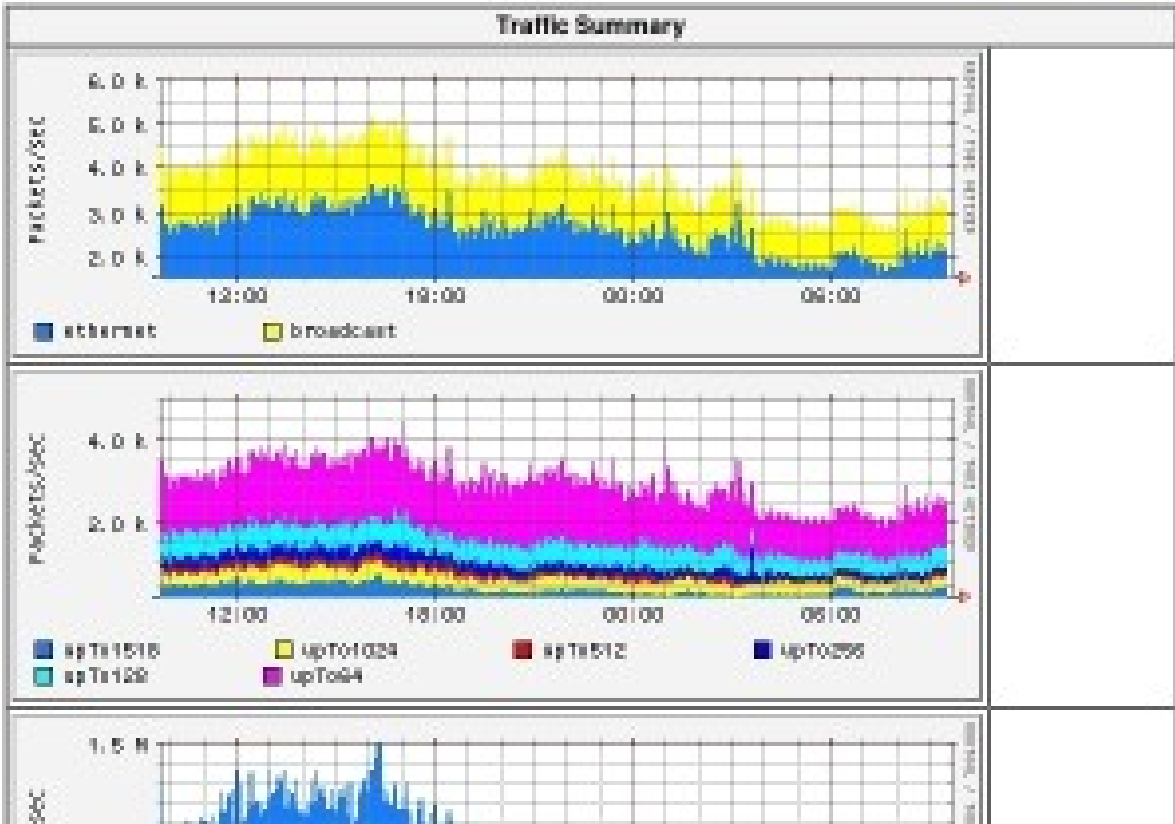 Traffic Summary
6.0 k
5.0 k
4.0 k
3.0 k
2.0 k
Packets/sec
12:00 18:00 00:00 06:00
ethernet broadcast
4.0 k
2.0 k
Packets/sec
12:00 18:00 00:00 06:00
upTo1518 upTo1024 upTo512 upTo256
upTo128 upTo64
1.5 M
sec